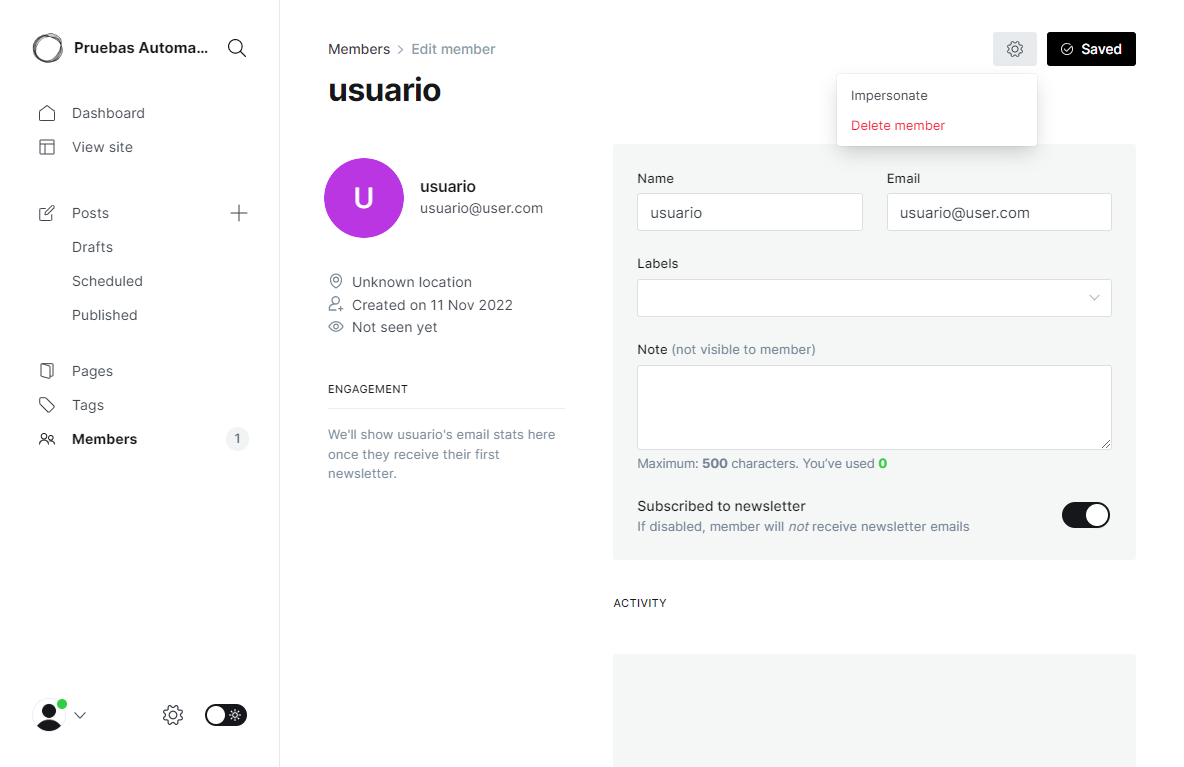 Pruebas Automa...
Dashboard
View site
Posts
Drafts
Scheduled
Published
Pages
Tags
Members
1
Members > Edit member
Saved
usuario
Impersonate
Delete member
U
usuario
usuario@user.com
Unknown location
Created on 11 Nov 2022
Not seen yet
ENGAGEMENT
We'll show usuario's email stats here
once they receive their first
newsletter.
Name
usuario
Email
usuario@user.com
Labels
Note (not visible to member)
Maximum: 500 characters. You've used 0
Subscribed to newsletter
If disabled, member will not receive newsletter emails
ACTIVITY